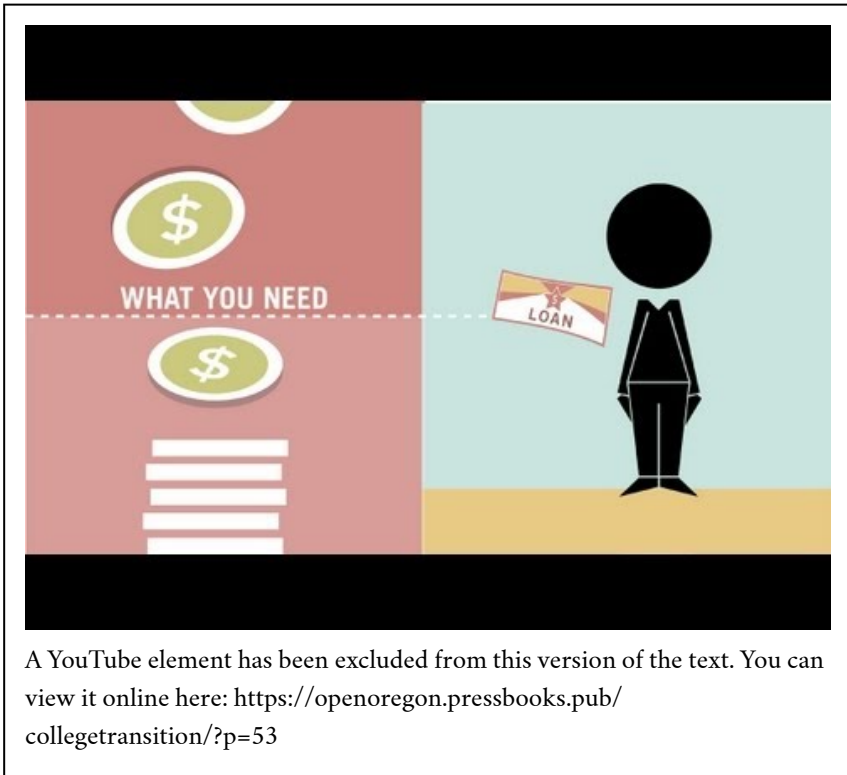 $
WHAT YOU NEED
$
$
LOAN
A YouTube element has been excluded from this version of the text. You can
view it online here: https://openoregon.pressbooks.pub/
collegetransition/?p=53